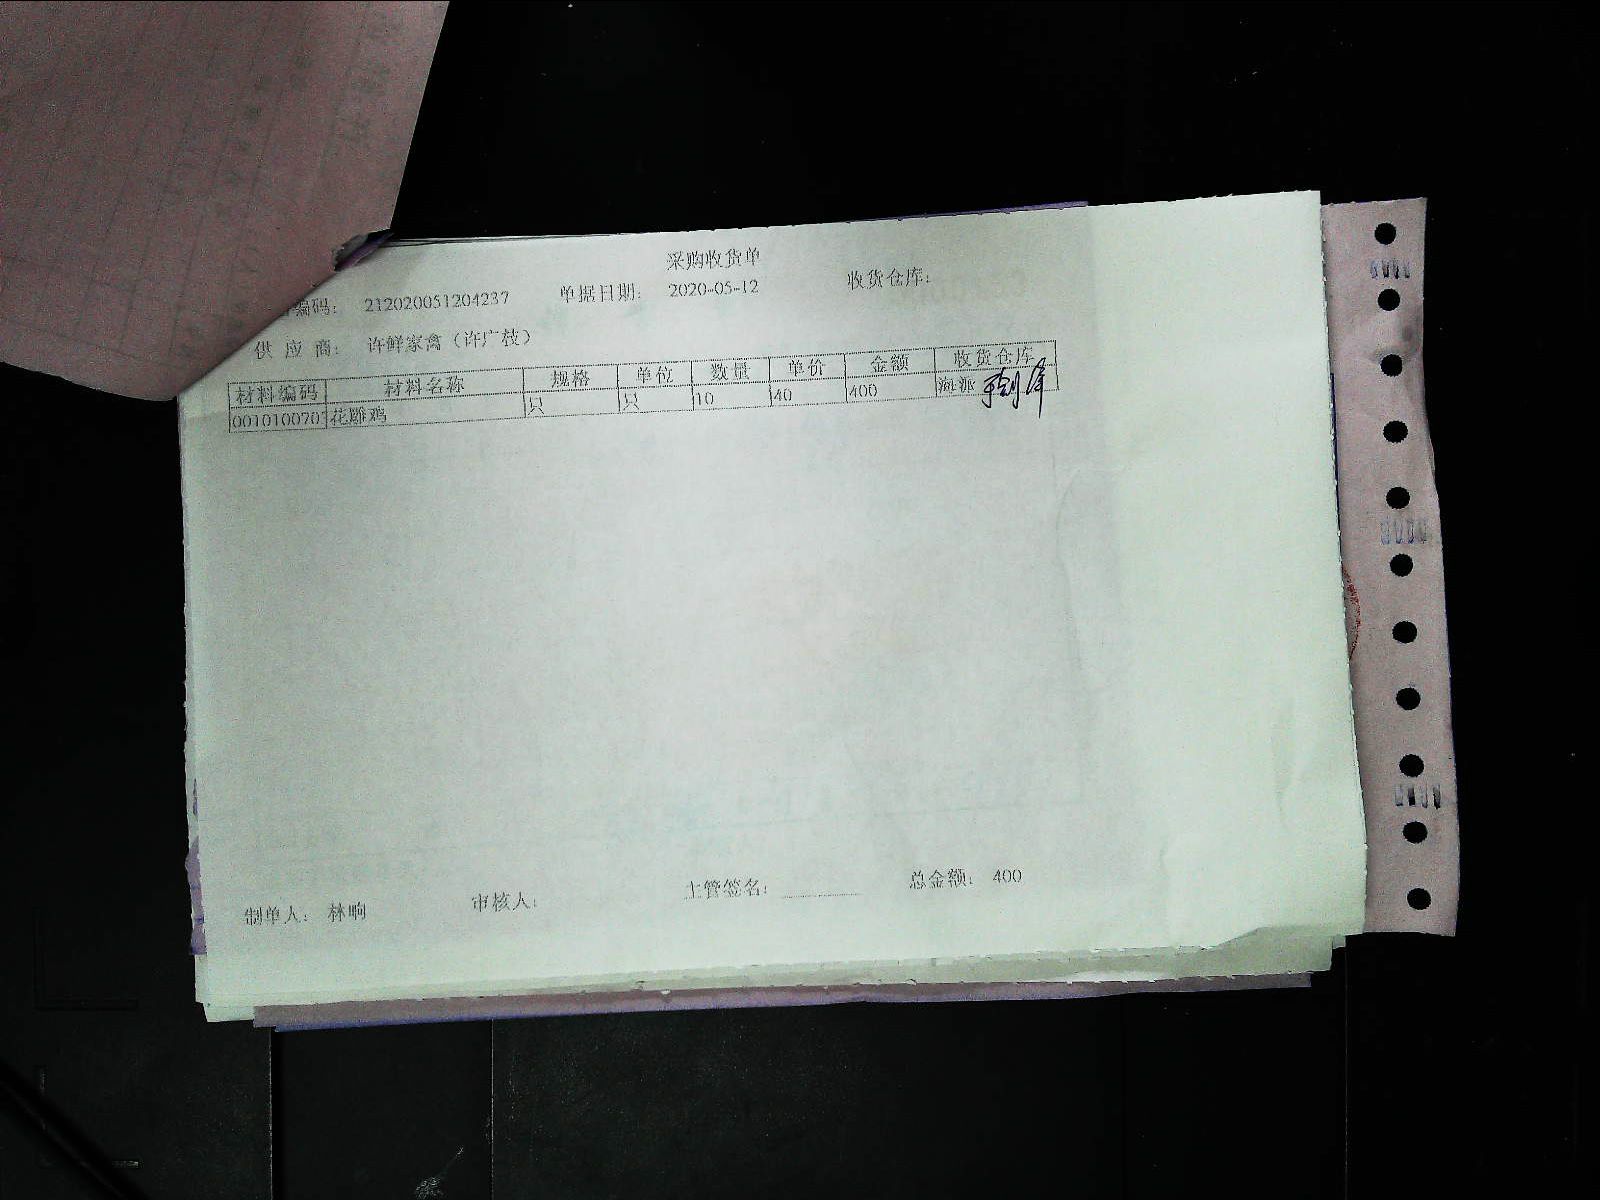 采购收货单
编码: 212020051204237 单据日期: 2020-05-12 收货仓库:
供 应 商: 许鲜家禽（许广枝）
材料编码 材料名称 规格 单位 数量 单价 金额 收货仓库
00101007 花雕鸡 只 只 10 40 400 海派
制单人: 林晌 审核人: 主管签名: 总金额: 400